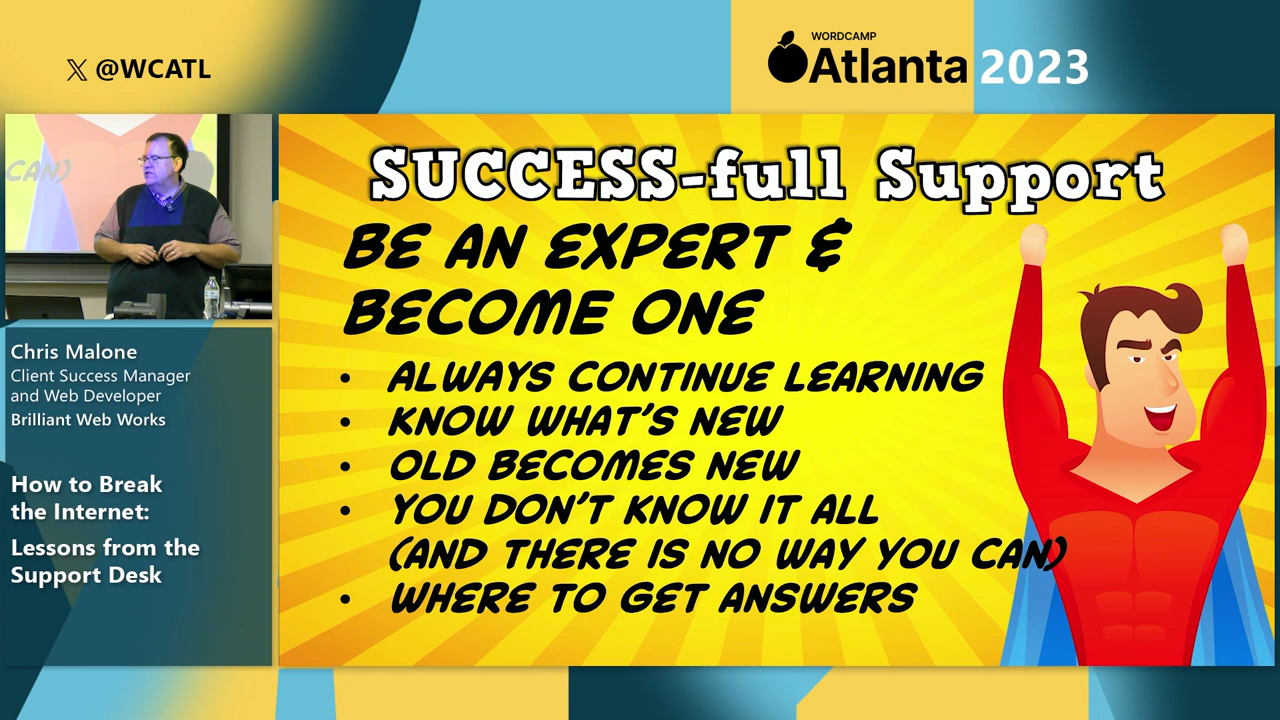 𝕏 @WCATL
WORDCAMP
Atlanta 2023
CAN)
Chris Malone
Client Success Manager
and Web Developer
Brilliant Web Works
How to Break
the Internet:
Lessons from the
Support Desk
SUCCESS-full Support
BE AN EXPERT &
BECOME ONE
• ALWAYS CONTINUE LEARNING
• KNOW WHAT'S NEW
• OLD BECOMES NEW
• YOU DON'T KNOW IT ALL
(AND THERE IS NO WAY YOU CAN)
• WHERE TO GET ANSWERS